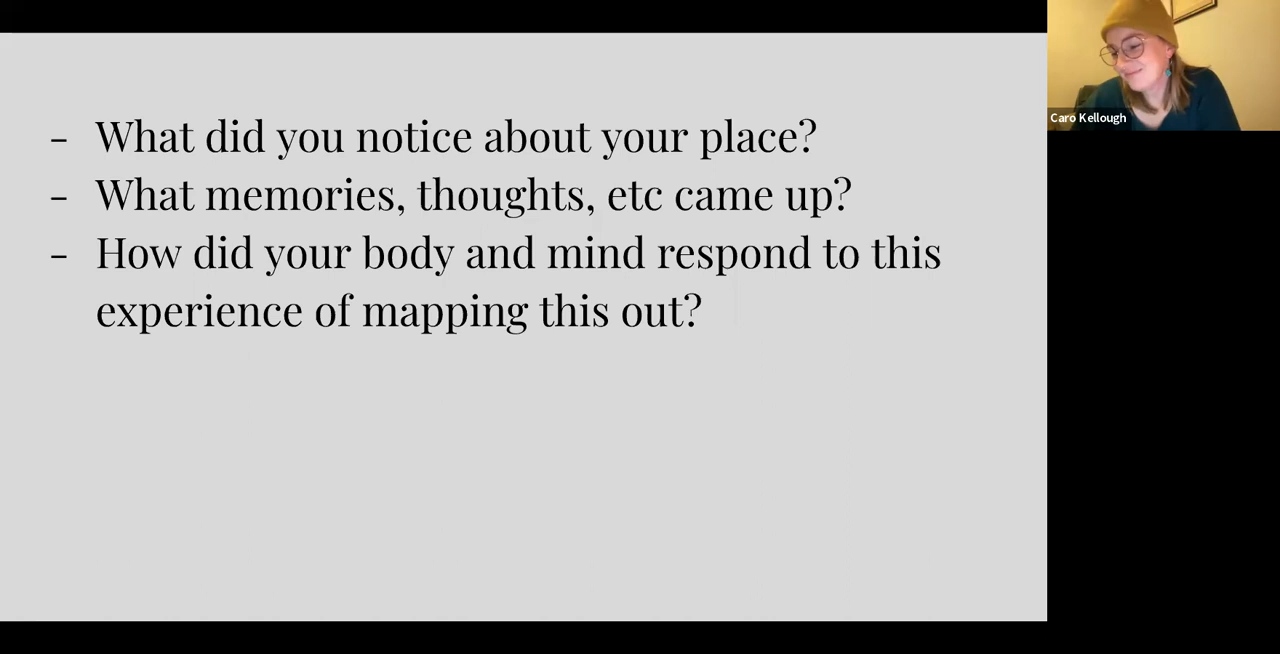 - What did you notice about your place?
- What memories, thoughts, etc came up?
- How did your body and mind respond to this
experience of mapping this out?
Caro Kellough